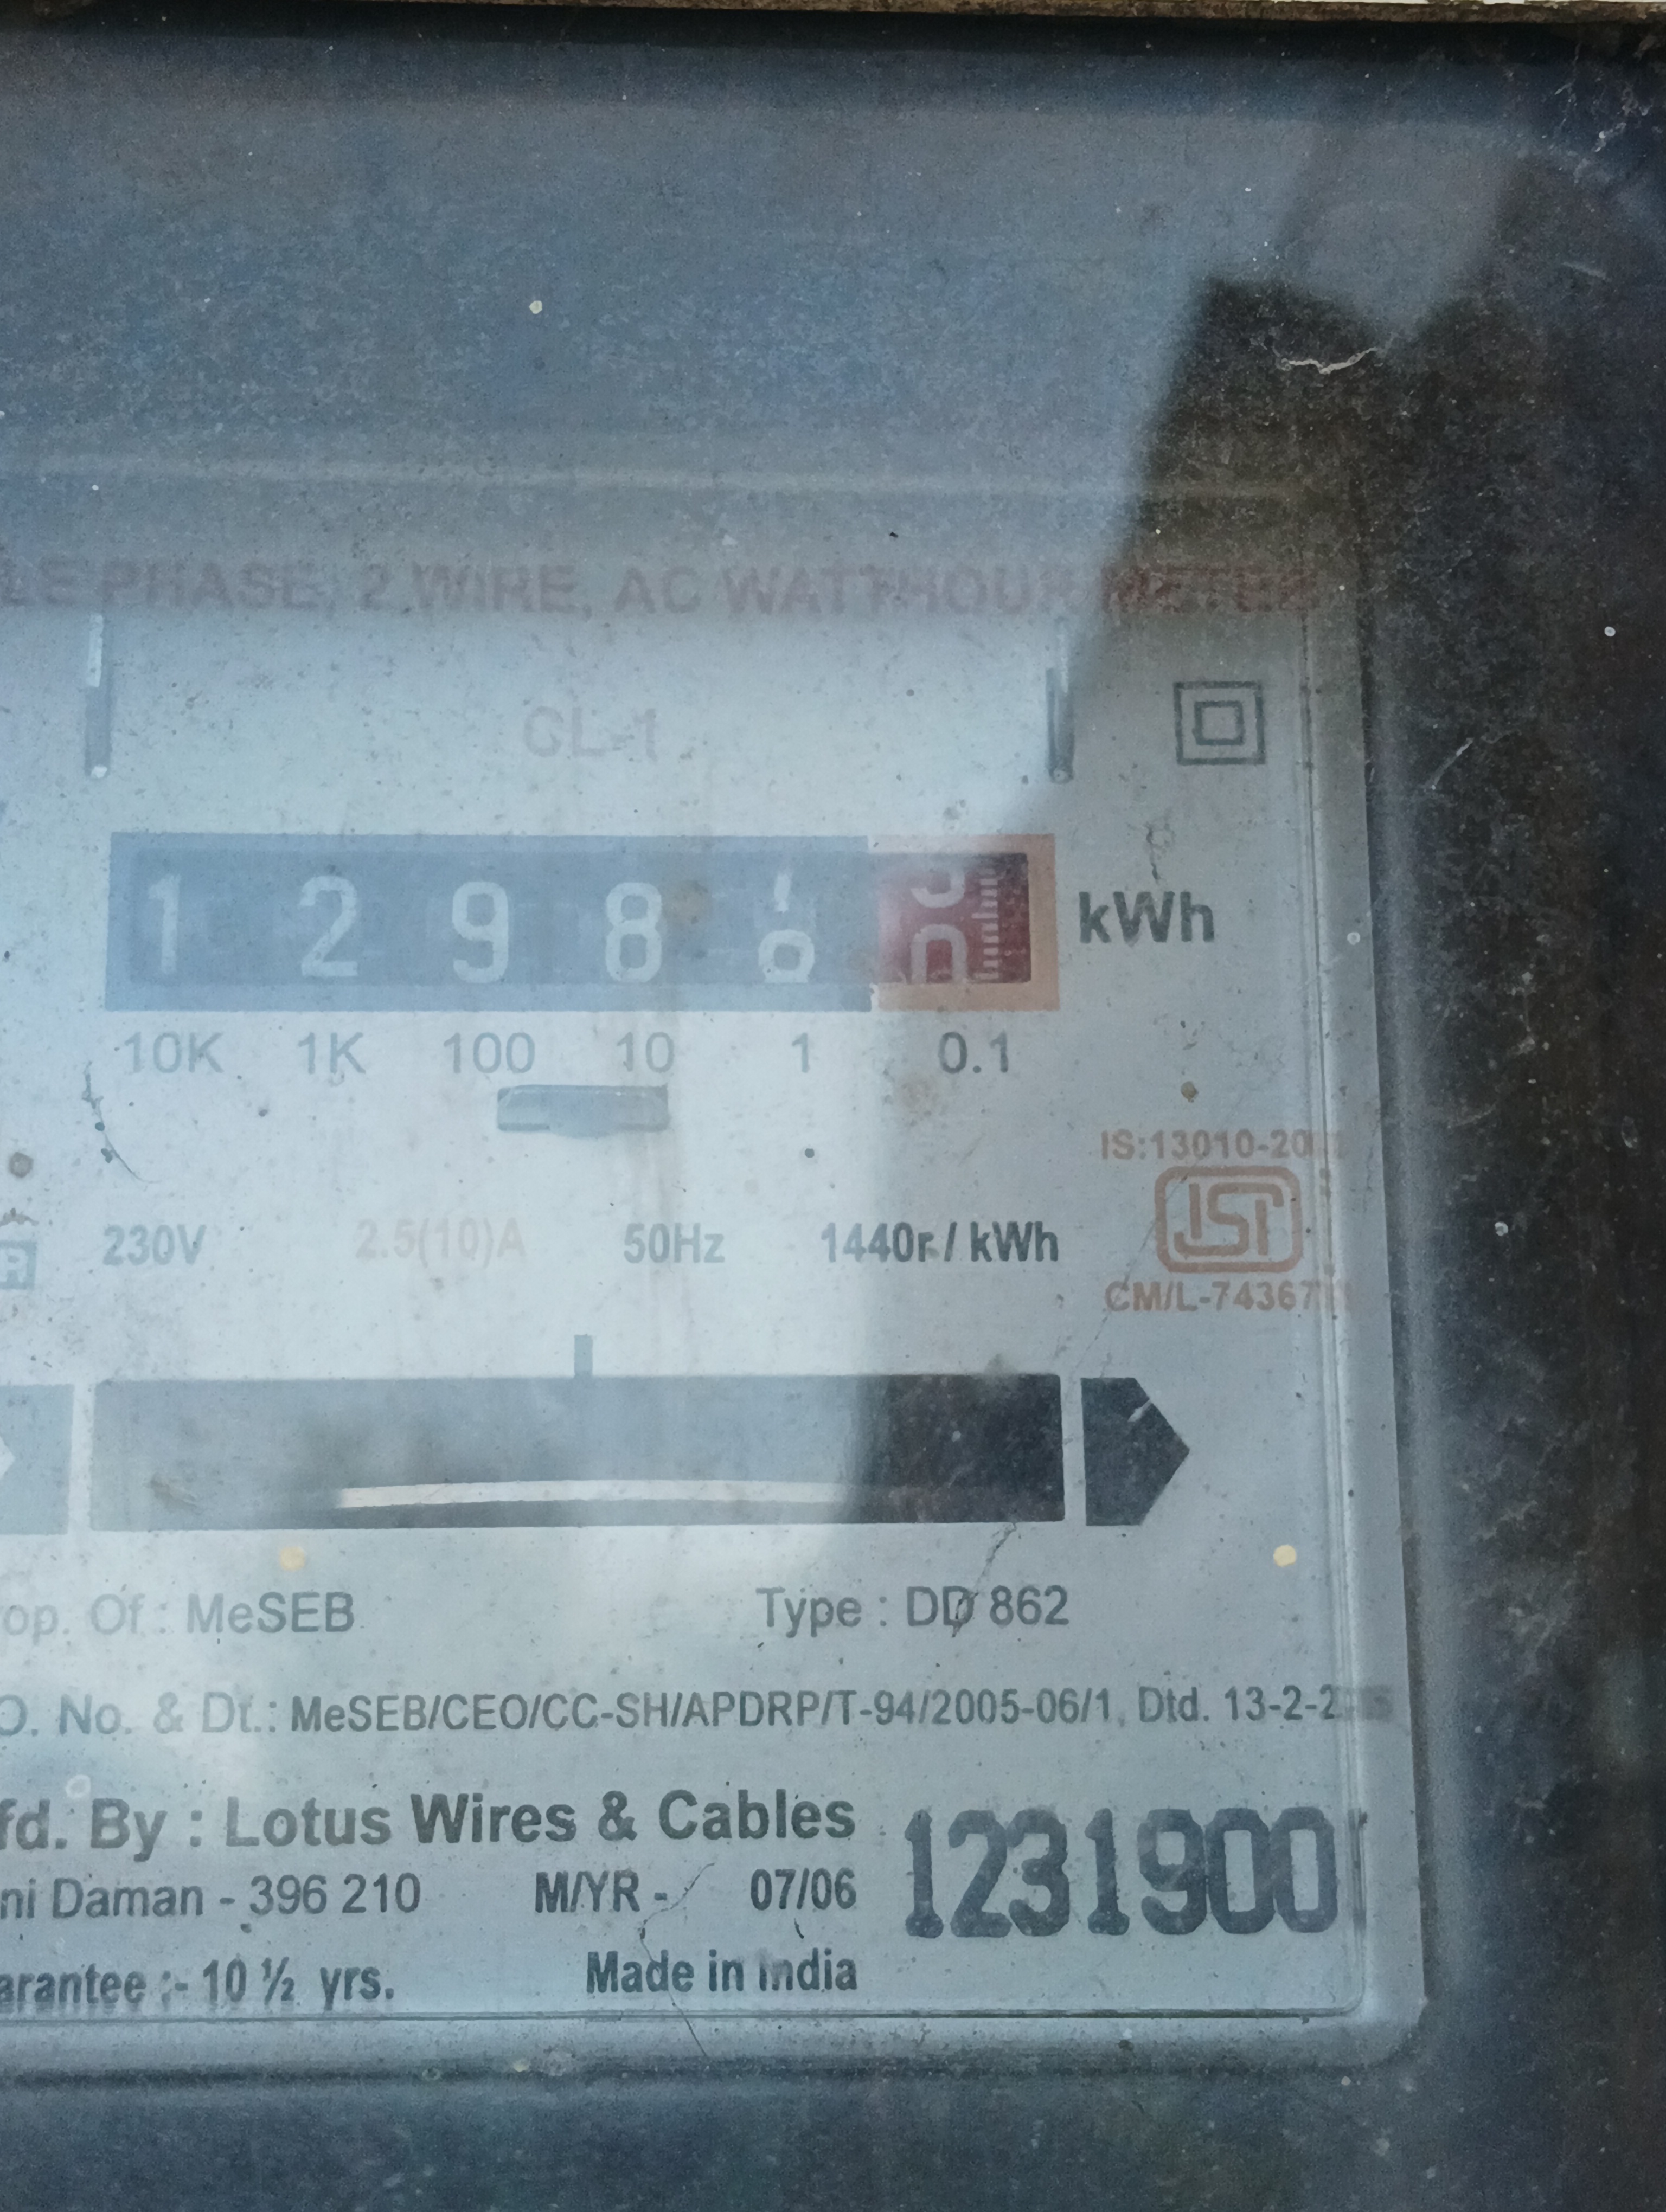 LE PHASE, 2 WIRE, AC WATTHOUR METER
CL-1
1 2 9 8
kWh
10K 1K 100 10 1 0.1
IS:13010-20
230V 2.5(10)A 50Hz 1440r / kWh
ISI
CM/L-74367
op. Of : MeSEB
Type : DD 862
O. No. & Dt.: MeSEB/CEO/CC-SH/APDRP/T-94/2005-06/1, Dtd. 13-2-2
fd. By : Lotus Wires & Cables
1231900
ni Daman - 396 210 M/YR - 07/06
arantee :- 10 ½ yrs. Made in India